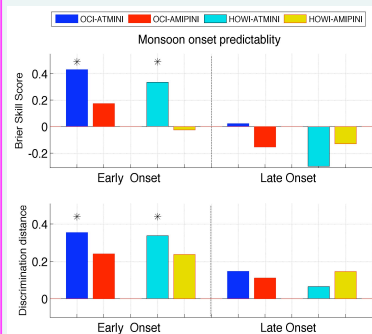 OCI-ATMINI OCI-AMIPINI HOWI-ATMINI HOWI-AMIPINI
Monsoon onset predictablity
Brier Skill Score
0.4
0.2
0
-0.2
* *
Early Onset Late Onset
Discrimination distance
0.4
0.2
0
* *
Early Onset Late Onset